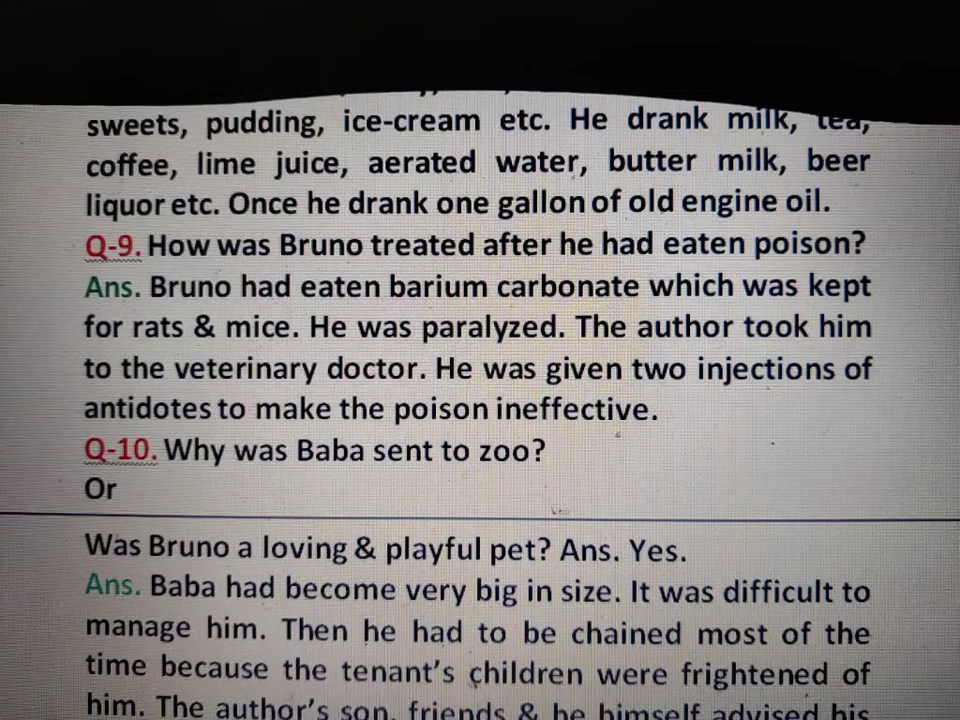 sweets, pudding, ice-cream etc. He drank milk, tea,
coffee, lime juice, aerated water, butter milk, beer
liquor etc. Once he drank one gallon of old engine oil.
Q-9. How was Bruno treated after he had eaten poison?
Ans. Bruno had eaten barium carbonate which was kept
for rats & mice. He was paralyzed. The author took him
to the veterinary doctor. He was given two injections of
antidotes to make the poison ineffective.
Q-10. Why was Baba sent to zoo?
Or
Was Bruno a loving & playful pet? Ans. Yes.
Ans. Baba had become very big in size. It was difficult to
manage him. Then he had to be chained most of the
time because the tenant's children were frightened of
him. The author's son, friends & he himself advised his